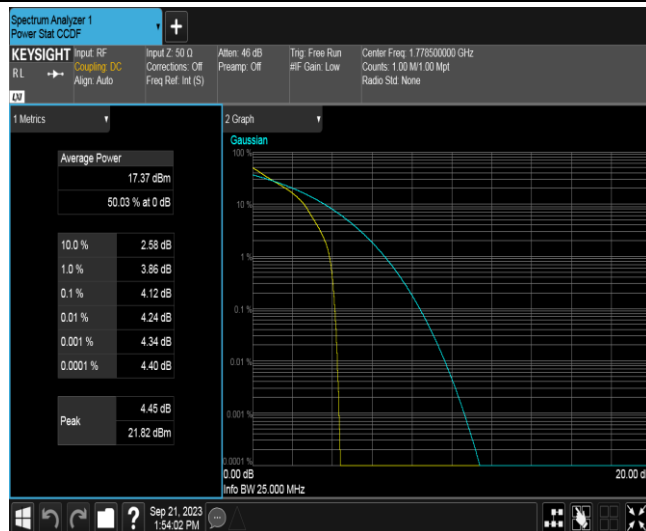 Spectrum Analyzer 1
Power Stat CCDF
+
KEYSIGHT
RL
LXI
Input: RF
Coupling: DC
Align: Auto
Input Z: 50 Ω
Corrections: Off
Freq Ref: Int (S)
Atten: 46 dB
Preamp: Off
Trig: Free Run
#IF Gain: Low
Center Freq: 1.778500000 GHz
Counts: 1.00 M/1.00 Mpt
Radio Std: None
1 Metrics
Average Power
17.37 dBm
50.03 % at 0 dB
10.0 % 2.58 dB
1.0 % 3.86 dB
0.1 % 4.12 dB
0.01 % 4.24 dB
0.001 % 4.34 dB
0.0001 % 4.40 dB
Peak
4.45 dB
21.82 dBm
2 Graph
Gaussian
100 %
10 %
1 %
0.1 %
0.01 %
0.001 %
0.0001 %
0.00 dB
20.00 d
Info BW 25.000 MHz
?
Sep 21, 2023
1:54:02 PM